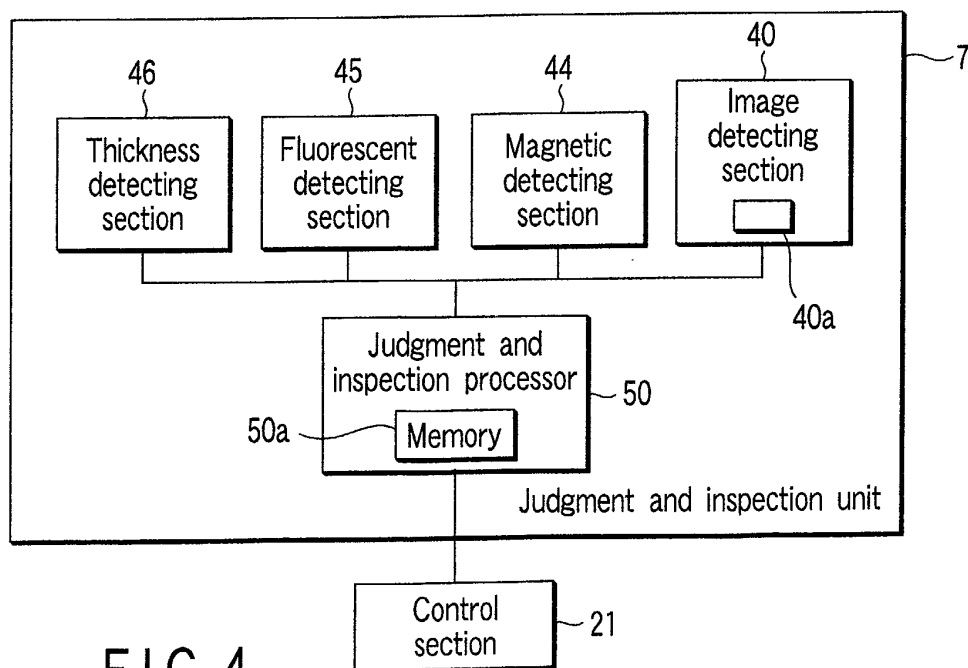 46
45
44
40
7
Thickness
detecting
section
Fluorescent
detecting
section
Magnetic
detecting
section
Image
detecting
section
40a
Judgment and
inspection processor
50
50a
Memory
Judgment and inspection unit
Control
section
21
FIG. 4